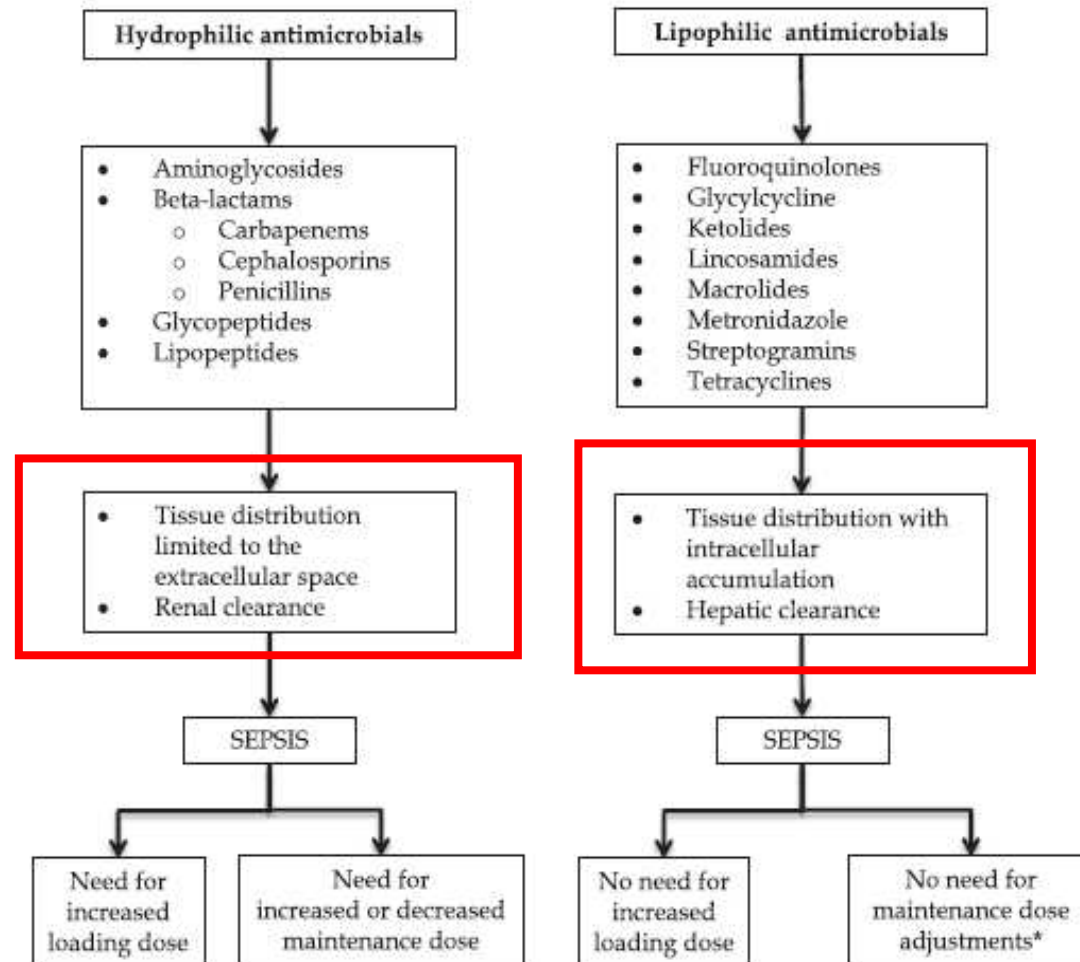 Hydrophilic antimicrobials
• Aminoglycosides
• Beta-lactams
o Carbapenems
o Cephalosporins
o Penicillins
• Glycopeptides
• Lipopeptides
• Tissue distribution
limited to the
extracellular space
• Renal clearance
SEPSIS
Need for
increased
loading dose
Need for
increased or decreased
maintenance dose
Lipophilic antimicrobials
• Fluoroquinolones
• Glycylcycline
• Ketolides
• Lincosamides
• Macrolides
• Metronidazole
• Streptogramins
• Tetracyclines
• Tissue distribution with
intracellular
accumulation
• Hepatic clearance
SEPSIS
No need for
increased
loading dose
No need for
maintenance dose
adjustments*